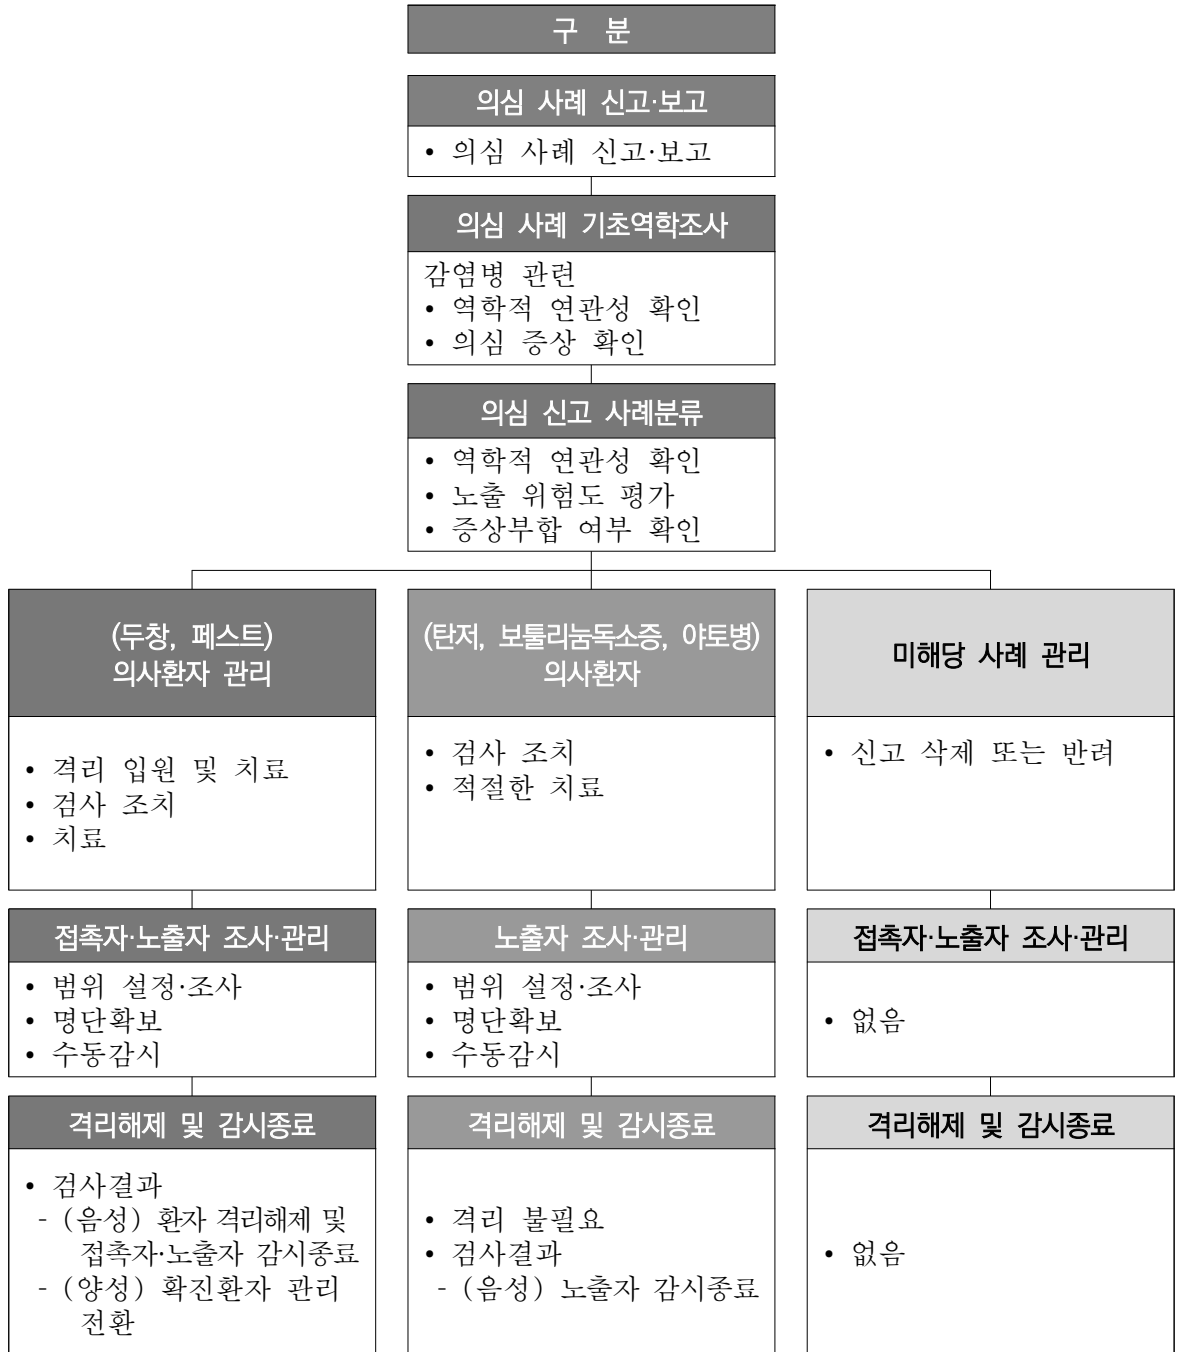 구 분
의심 사례 신고·보고
• 의심 사례 신고·보고
의심 사례 기초역학조사
감염병 관련
• 역학적 연관성 확인
• 의심 증상 확인
의심 신고 사례분류
• 역학적 연관성 확인
• 노출 위험도 평가
• 증상부합 여부 확인
(두창, 페스트)
의사환자 관리
• 격리 입원 및 치료
• 검사 조치
• 치료
접촉자·노출자 조사·관리
• 범위 설정·조사
• 명단확보
• 수동감시
격리해제 및 감시종료
• 검사결과
- (음성) 환자 격리해제 및
접촉자·노출자 감시종료
- (양성) 확진환자 관리
전환
(탄저, 보툴리눔독소증, 야토병)
의사환자
• 검사 조치
• 적절한 치료
노출자 조사·관리
• 범위 설정·조사
• 명단확보
• 수동감시
격리해제 및 감시종료
• 격리 불필요
• 검사결과
- (음성) 노출자 감시종료
미해당 사례 관리
• 신고 삭제 또는 반려
접촉자·노출자 조사·관리
• 없음
격리해제 및 감시종료
• 없음